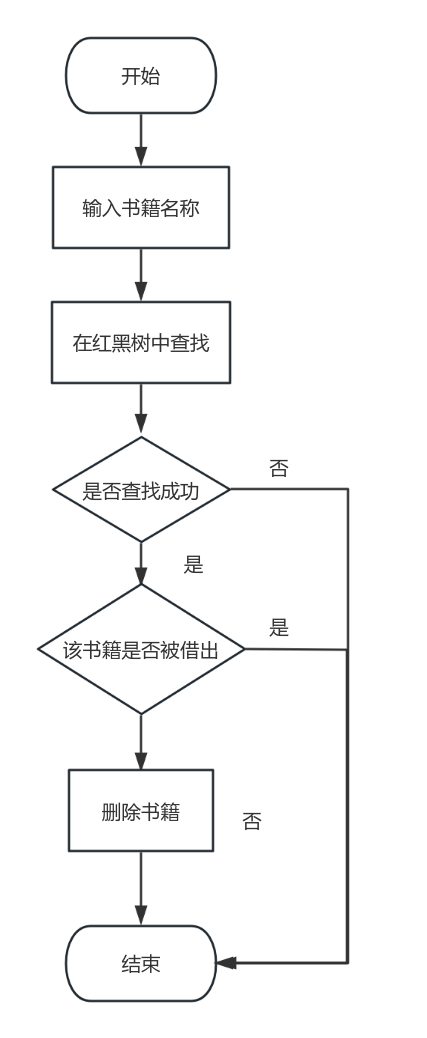 开始
输入书籍名称
在红黑树中查找
是否查找成功
否
是
该书籍是否被借出
是
删除书籍
否
结束